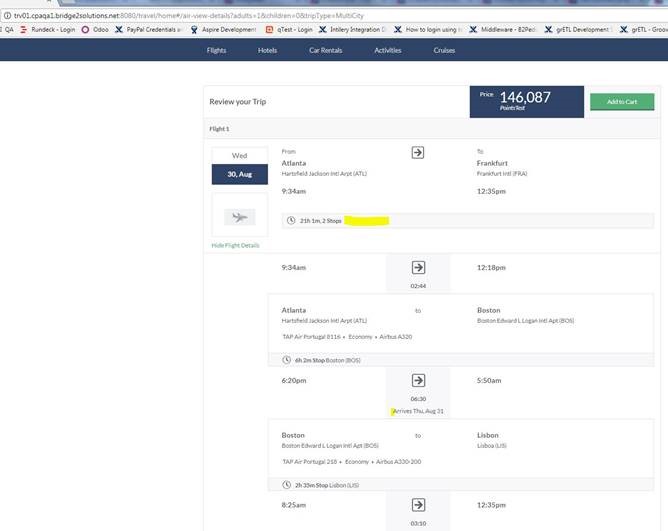 trv01.cpaqa1.bridge2solutions.net:8080/travel/home#/air-view-details?adults=1&children=0&tripType=MultiCity
QA Rundeck - Login Odoo PayPal Credentials an Aspire Development qTest - Login Intilery Integration D How to login using to Middleware - B2Pedi grETL Development S grETL - Groov
Flights Hotels Car Rentals Activities Cruises
Review your Trip
Price 146,087
PointsTest
Add to Cart
Flight 1
Wed
30, Aug
From
To
Atlanta
Frankfurt
Hartsfield Jackson Intl Arpt (ATL)
Frankfurt Intl (FRA)
9:34am
12:35pm
21h 1m, 2 Stops
Hide Flight Details
9:34am
12:18pm
02:44
Atlanta to Boston
Hartsfield Jackson Intl Arpt (ATL)
Boston Edward L Logan Intl Apt (BOS)
TAP Air Portugal 8116 • Economy • Airbus A320
6h 2m Stop Boston (BOS)
6:20pm
5:50am
06:30
Arrives Thu, Aug 31
Boston to Lisbon
Boston Edward L Logan Intl Apt (BOS)
Lisboa (LIS)
TAP Air Portugal 218 • Economy • Airbus A330-200
2h 35m Stop Lisbon (LIS)
8:25am
12:35pm
03:10